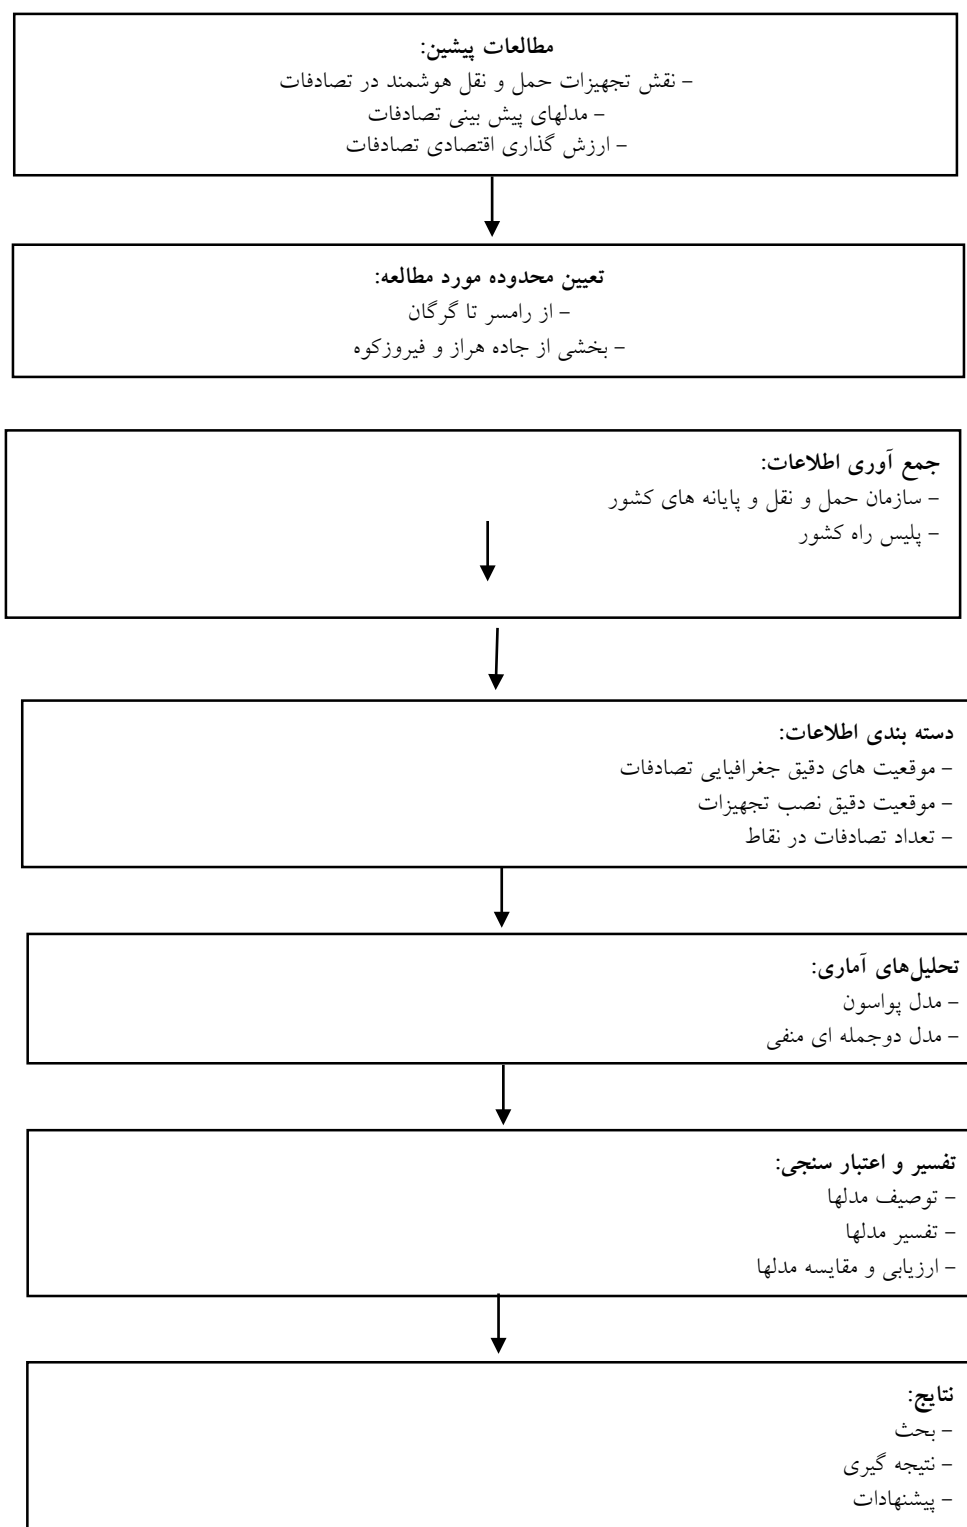 مطالعات پیشین:
– نقش تجهیزات حمل و نقل هوشمند در تصادفات
– مدلهای پیش بینی تصادفات
– ارزش گذاری اقتصادی تصادفات
تعیین محدوده مورد مطالعه:
– از رامسر تا گرگان
– بخشی از جاده هراز و فیروزکوه
جمع آوری اطلاعات:
– سازمان حمل و نقل و پایانه های کشور
– پلیس راه کشور
دسته بندی اطلاعات:
– موقعیت های دقیق جغرافیایی تصادفات
– موقعیت دقیق نصب تجهیزات
– تعداد تصادفات در نقاط
تحلیل‌های آماری:
– مدل پواسون
– مدل دوجمله ای منفی
تفسیر و اعتبار سنجی:
– توصیف مدلها
– تفسیر مدلها
– ارزیابی و مقایسه مدلها
نتایج:
– بحث
– نتیجه گیری
– پیشنهادات